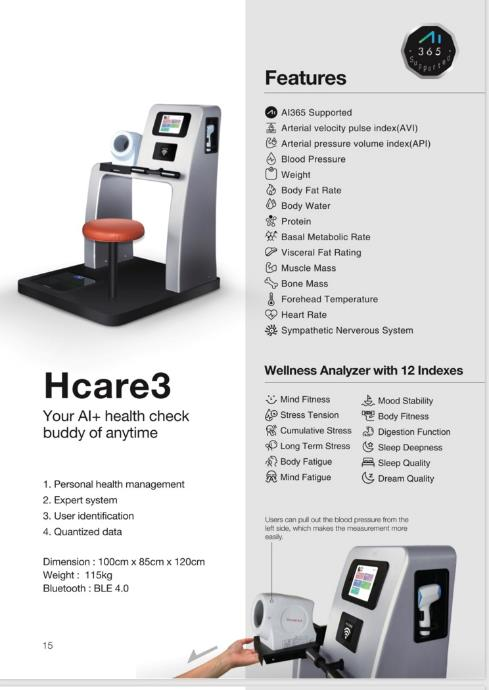 AI
365
Supported
Features
AI365 Supported
Arterial velocity pulse index(AVI)
Arterial pressure volume index(API)
Blood Pressure
Weight
Body Fat Rate
Body Water
Protein
Basal Metabolic Rate
Visceral Fat Rating
Muscle Mass
Bone Mass
Forehead Temperature
Heart Rate
Sympathetic Nerverous System
Hcare3
Your AI+ health check
buddy of anytime
1. Personal health management
2. Expert system
3. User identification
4. Quantized data
Dimension : 100cm x 85cm x 120cm
Weight : 115kg
Bluetooth : BLE 4.0
15
Wellness Analyzer with 12 Indexes
Mind Fitness
Stress Tension
Cumulative Stress
Long Term Stress
Body Fatigue
Mind Fatigue
Mood Stability
Body Fitness
Digestion Function
Sleep Deepness
Sleep Quality
Dream Quality
Users can pull out the blood pressure from the
left side, which makes the measurement more
easily.